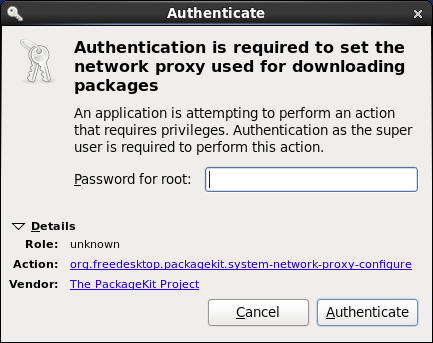 Authenticate
Authentication is required to set the
network proxy used for downloading
packages
An application is attempting to perform an action
that requires privileges. Authentication as the super
user is required to perform this action.
Password for root:
Details
Role: unknown
Action: org.freedesktop.packagekit.system-network-proxy-configure
Vendor: The PackageKit Project
Cancel Authenticate